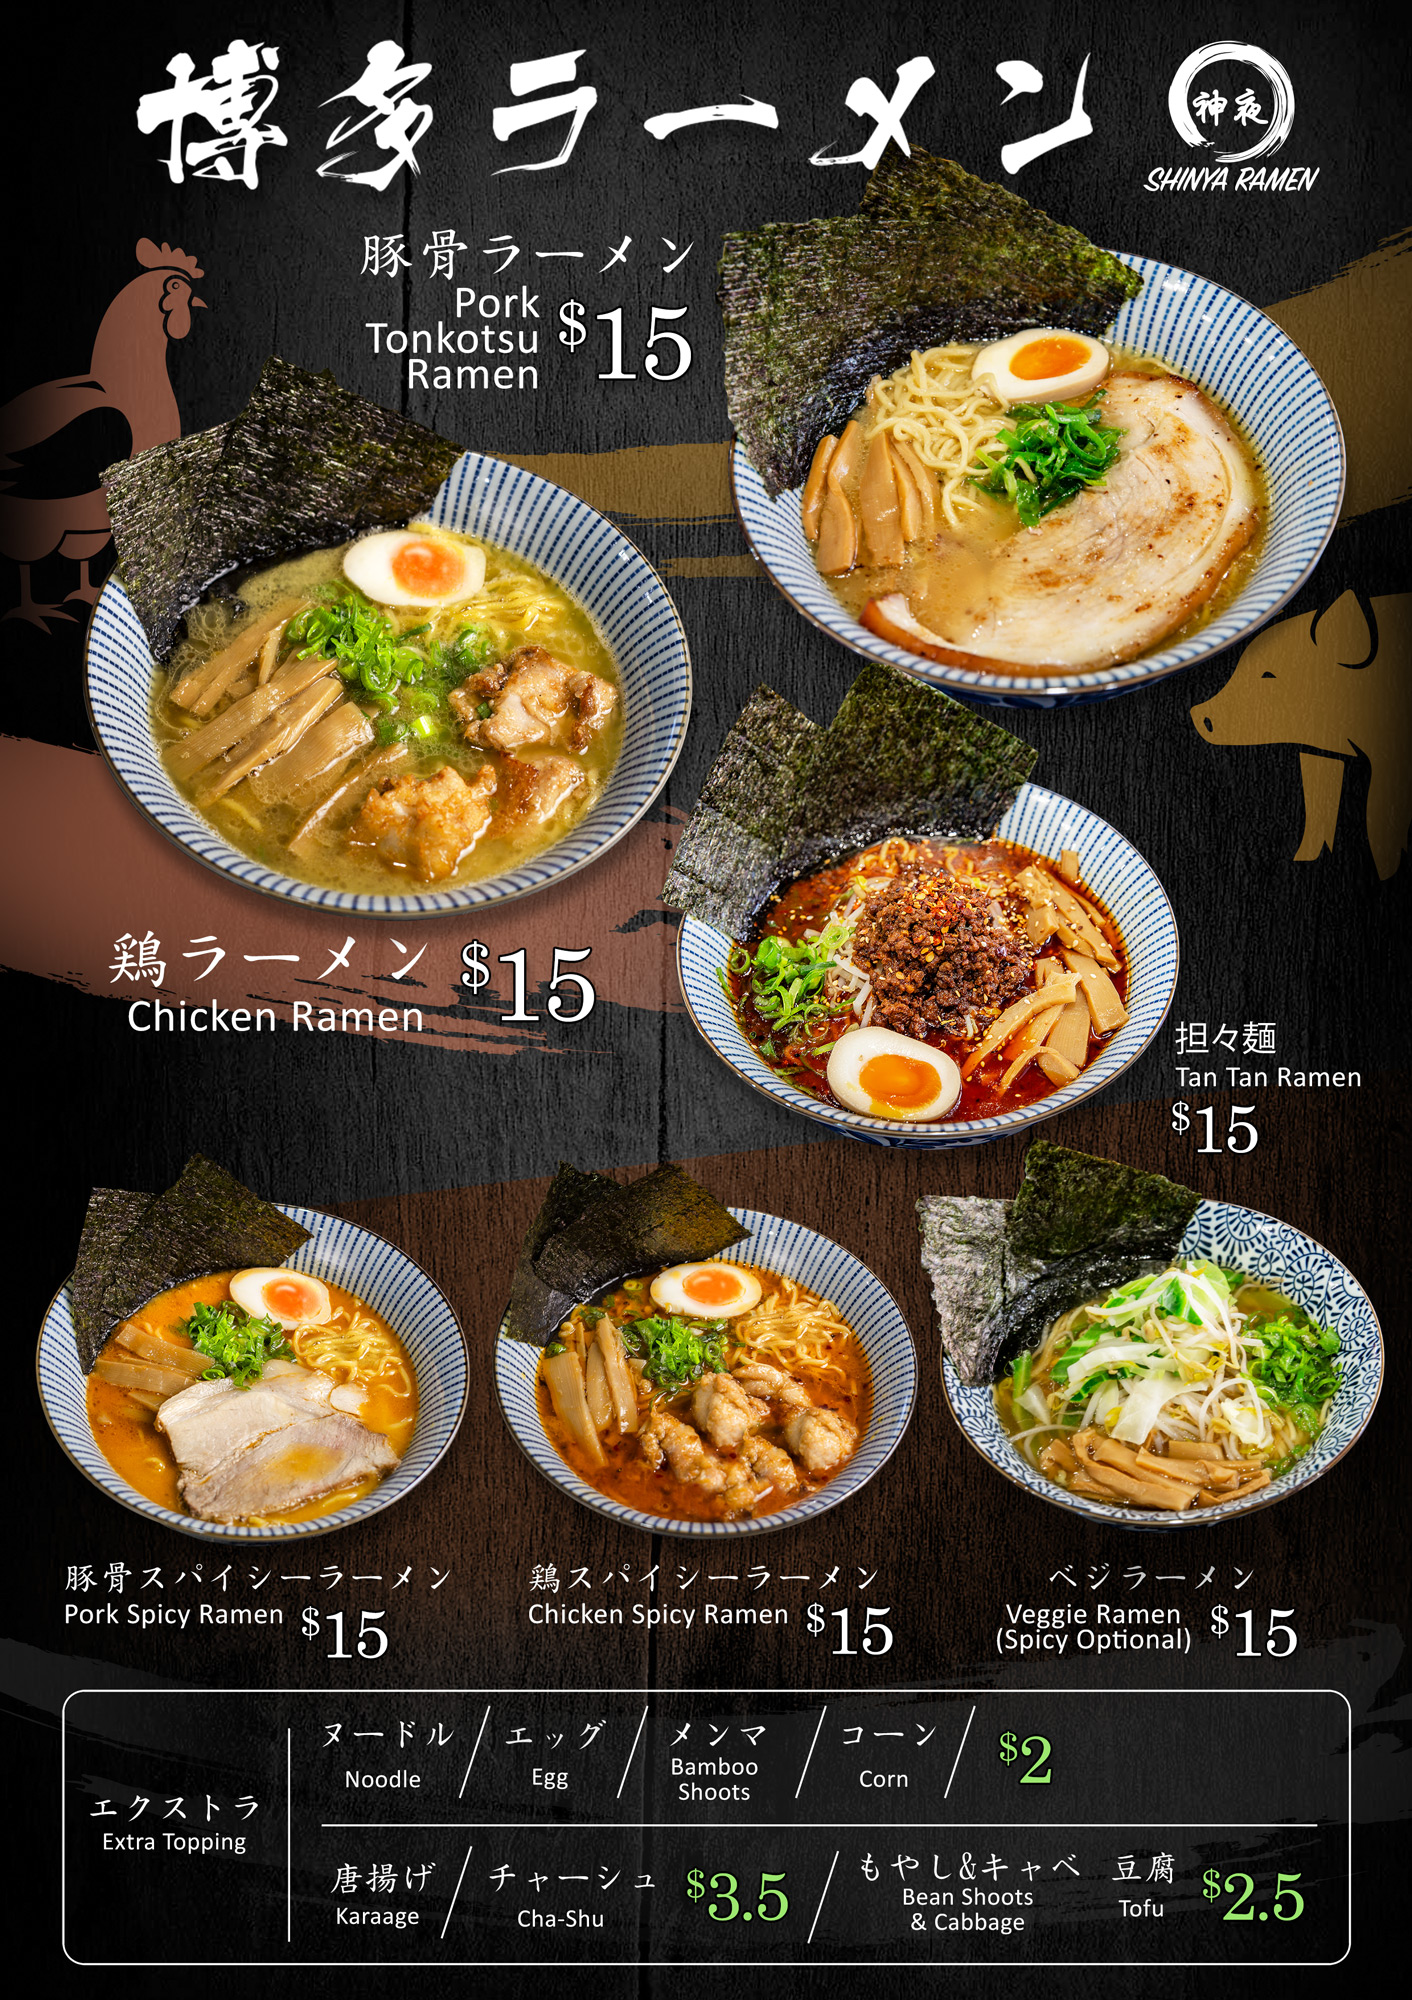 博多ラーメン
神夜
SHINYA RAMEN
豚骨ラーメン
Pork
Tonkotsu
Ramen
$15
鶏ラーメン
Chicken Ramen
$15
担々麺
Tan Tan Ramen
$15
豚骨スパイシーラーメン
Pork Spicy Ramen
$15
鶏スパイシーラーメン
Chicken Spicy Ramen
$15
ベジラーメン
Veggie Ramen
(Spicy Optional)
$15
エクストラ
Extra Topping
ヌードル / エッグ / メンマ / コーン /
Noodle
Egg
Bamboo
Shoots
Corn
$2
唐揚げ / チャーシュ
Karaage
Cha-Shu
$3.5 /
もやし&キャベ
Bean Shoots
& Cabbage
豆腐
Tofu
$2.5